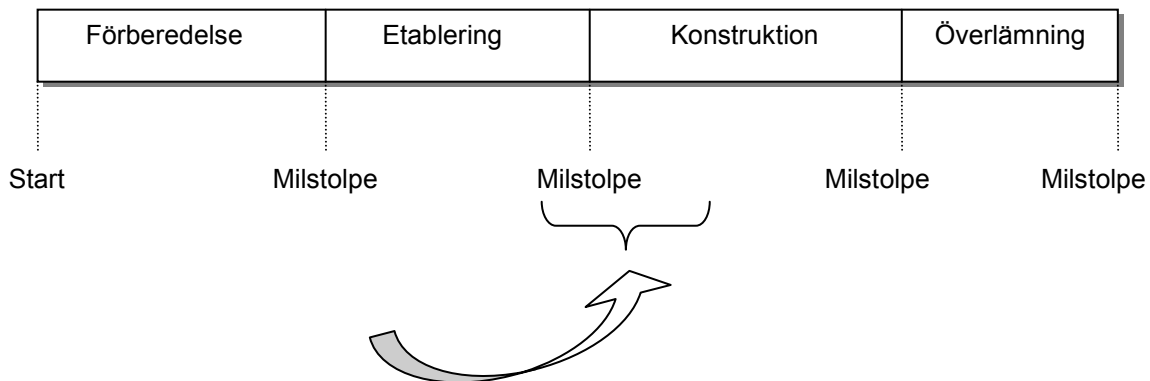 Förberedelse Etablering Konstruktion Överlämning
Start Milstolpe Milstolpe Milstolpe Milstolpe